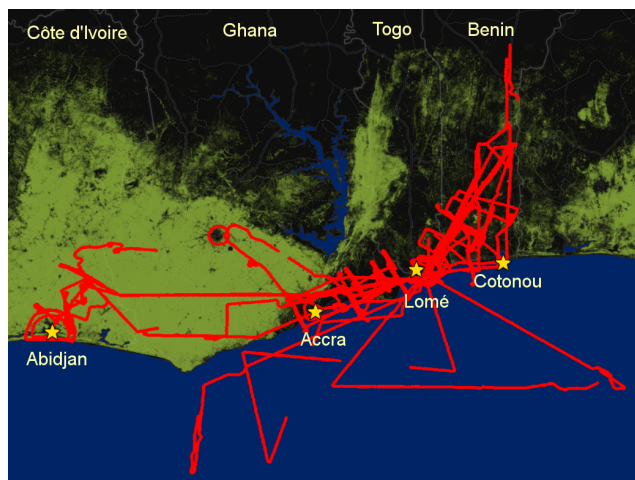 Côte d'Ivoire
Ghana
Togo
Benin
Cotonou
Lomé
Accra
Abidjan